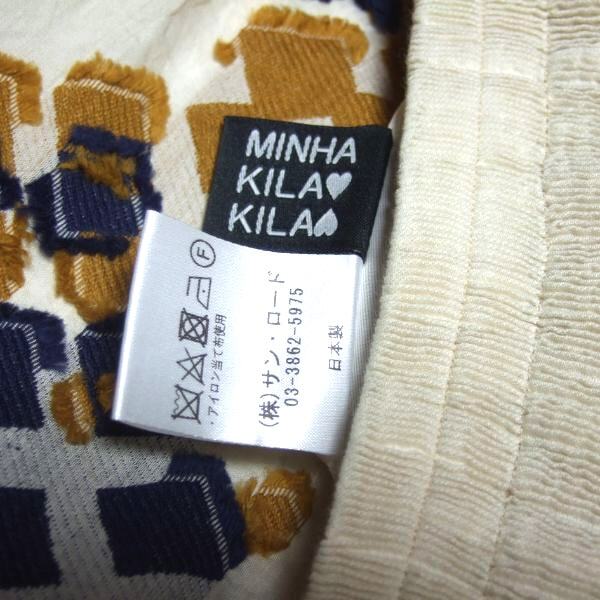 MINHA
KILA♥
KILA♠
Ⓕ
・アイロン当て布使用
(株)サン・ロード
03-3862-5975
日本製